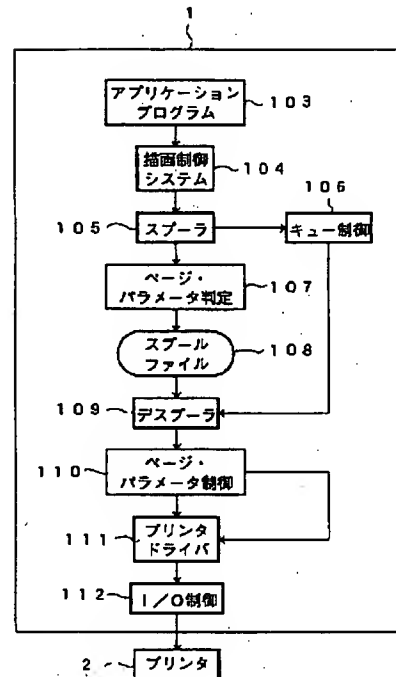 1
アプリケーション
プログラム
103
描画制御
システム
104
105
スプーラ
106
キュー制御
ページ・
パラメータ判定
107
スプール
ファイル
108
109
デスプーラ
110
ページ・
パラメータ制御
111
プリンタ
ドライバ
112
I/O制御
2
プリンタ